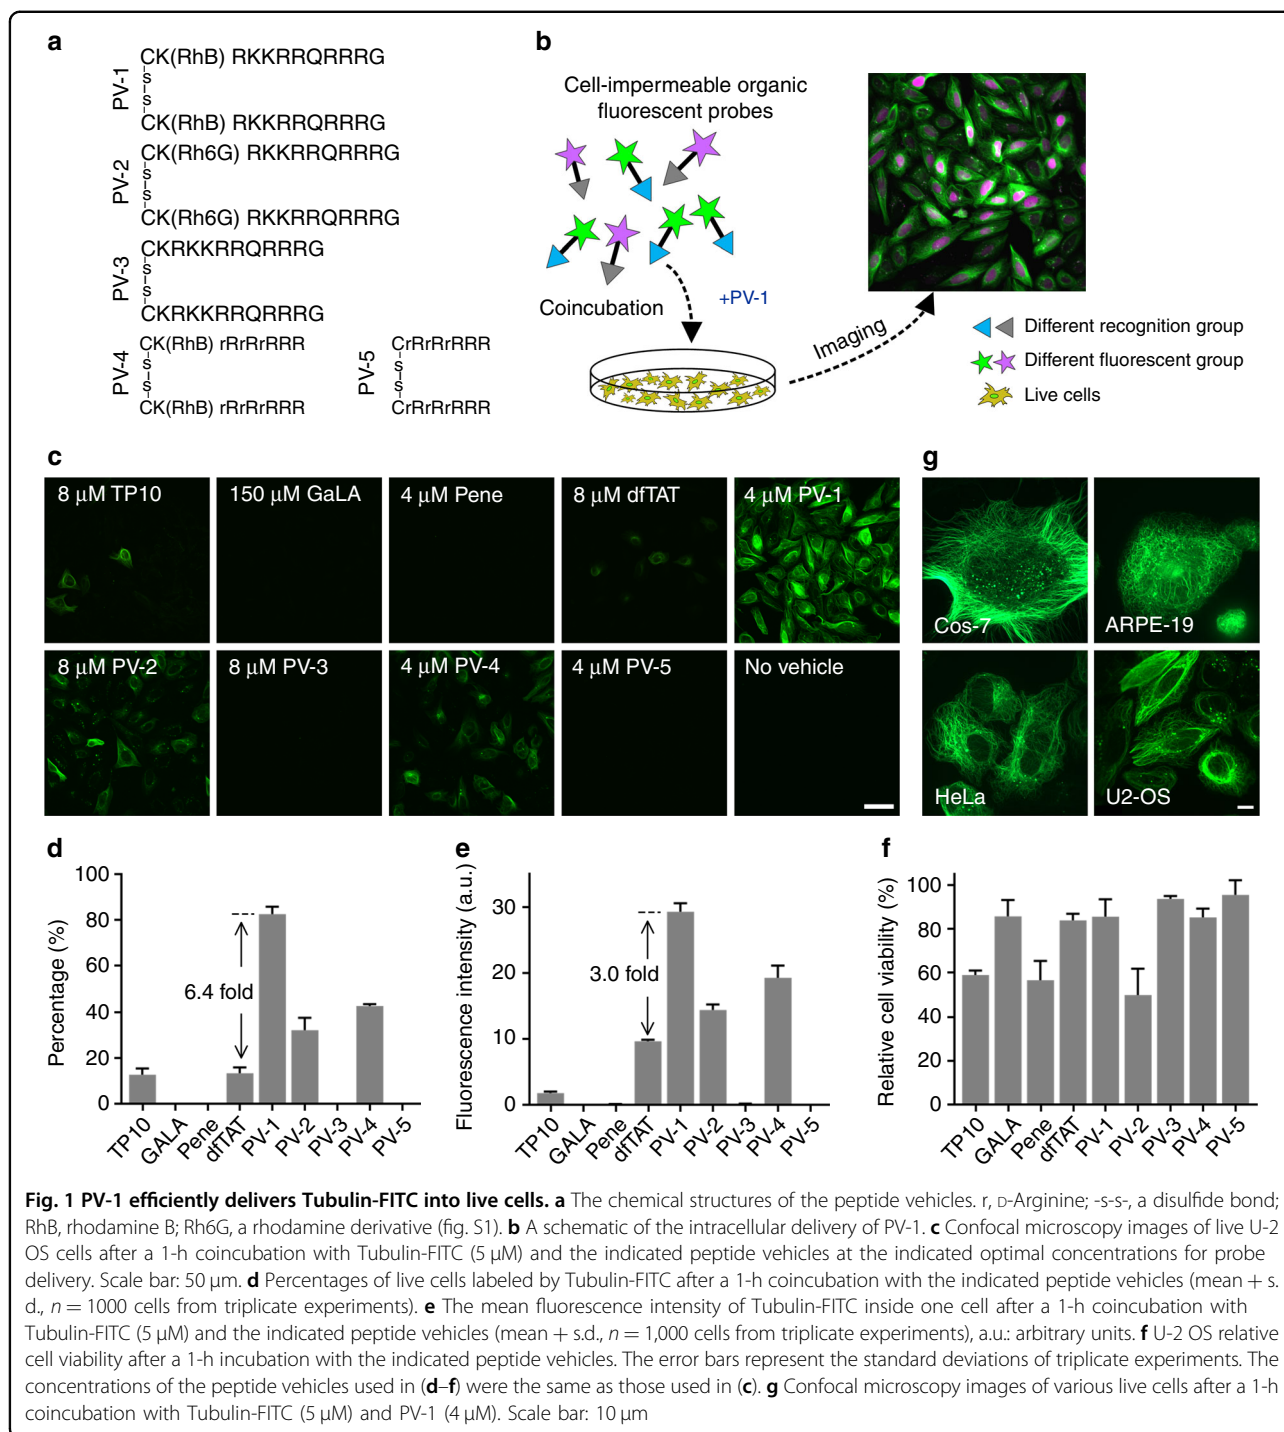 a
PV-1
CK(RhB) RKKRRQRRRG
s
s
CK(RhB) RKKRRQRRRG
PV-2
CK(Rh6G) RKKRRQRRRG
s
s
CK(Rh6G) RKKRRQRRRG
PV-3
CKRKKRRQRRRG
s
s
CKRKKRRQRRRG
PV-4
CK(RhB) rRrRrRRR
s
s
CK(RhB) rRrRrRRR
PV-5
CrRrRrRRR
s
s
CrRrRrRRR
b
Cell-impermeable organic
fluorescent probes
Coincubation
+PV-1
Imaging
Different recognition group
Different fluorescent group
Live cells
c
8 μM TP10
150 μM GaLA
4 μM Pene
8 μM dfTAT
4 μM PV-1
8 μM PV-2
8 μM PV-3
4 μM PV-4
4 μM PV-5
No vehicle
g
Cos-7
ARPE-19
HeLa
U2-OS
d
Percentage (%)
100
80
60
40
20
0
6.4 fold
TP10
GALA
Pene
dfTAT
PV-1
PV-2
PV-3
PV-4
PV-5
e
Fluorescence intensity (a.u.)
30
20
10
0
3.0 fold
TP10
GALA
Pene
dfTAT
PV-1
PV-2
PV-3
PV-4
PV-5
f
Relative cell viability (%)
100
80
60
40
20
0
TP10
GALA
Pene
dfTAT
PV-1
PV-2
PV-3
PV-4
PV-5
Fig. 1 PV-1 efficiently delivers Tubulin-FITC into live cells. a The chemical structures of the peptide vehicles. r, D-Arginine; -s-s-, a disulfide bond;
RhB, rhodamine B; Rh6G, a rhodamine derivative (fig. S1). b A schematic of the intracellular delivery of PV-1. c Confocal microscopy images of live U-2
OS cells after a 1-h coincubation with Tubulin-FITC (5 μM) and the indicated peptide vehicles at the indicated optimal concentrations for probe
delivery. Scale bar: 50 μm. d Percentages of live cells labeled by Tubulin-FITC after a 1-h coincubation with the indicated peptide vehicles (mean + s.
d., n = 1000 cells from triplicate experiments). e The mean fluorescence intensity of Tubulin-FITC inside one cell after a 1-h coincubation with
Tubulin-FITC (5 μM) and the indicated peptide vehicles (mean + s.d., n = 1,000 cells from triplicate experiments), a.u.: arbitrary units. f U-2 OS relative
cell viability after a 1-h incubation with the indicated peptide vehicles. The error bars represent the standard deviations of triplicate experiments. The
concentrations of the peptide vehicles used in (d–f) were the same as those used in (c). g Confocal microscopy images of various live cells after a 1-h
coincubation with Tubulin-FITC (5 μM) and PV-1 (4 μM). Scale bar: 10 μm